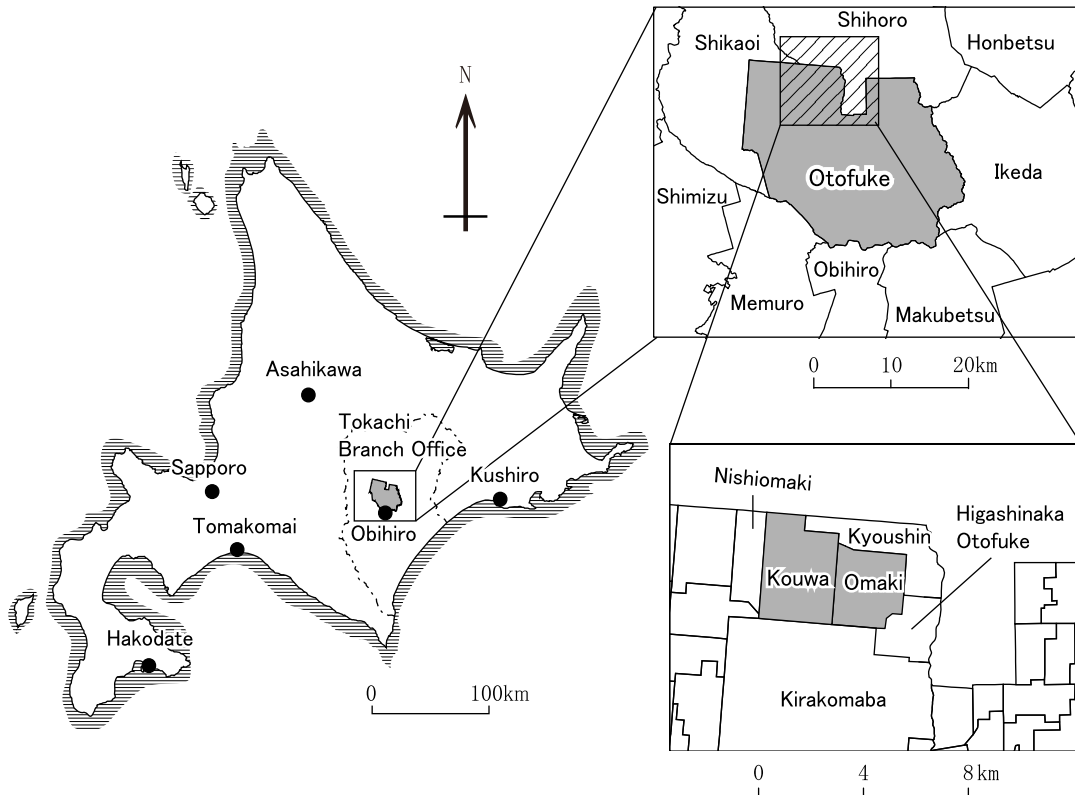 N
Asahikawa
Tokachi
Branch Office
Sapporo
Kushiro
Tomakomai
Obihiro
Hakodate
0 100km
Shihoro
Shikaoi
Honbetsu
Otofuke
Ikeda
Shimizu
Obihiro
Memuro
Makubetsu
0 10 20km
Nishiomaki
Higashinaka
Otofuke
Kyoushin
Kouwa
Omaki
Kirakomaba
0 4 8km